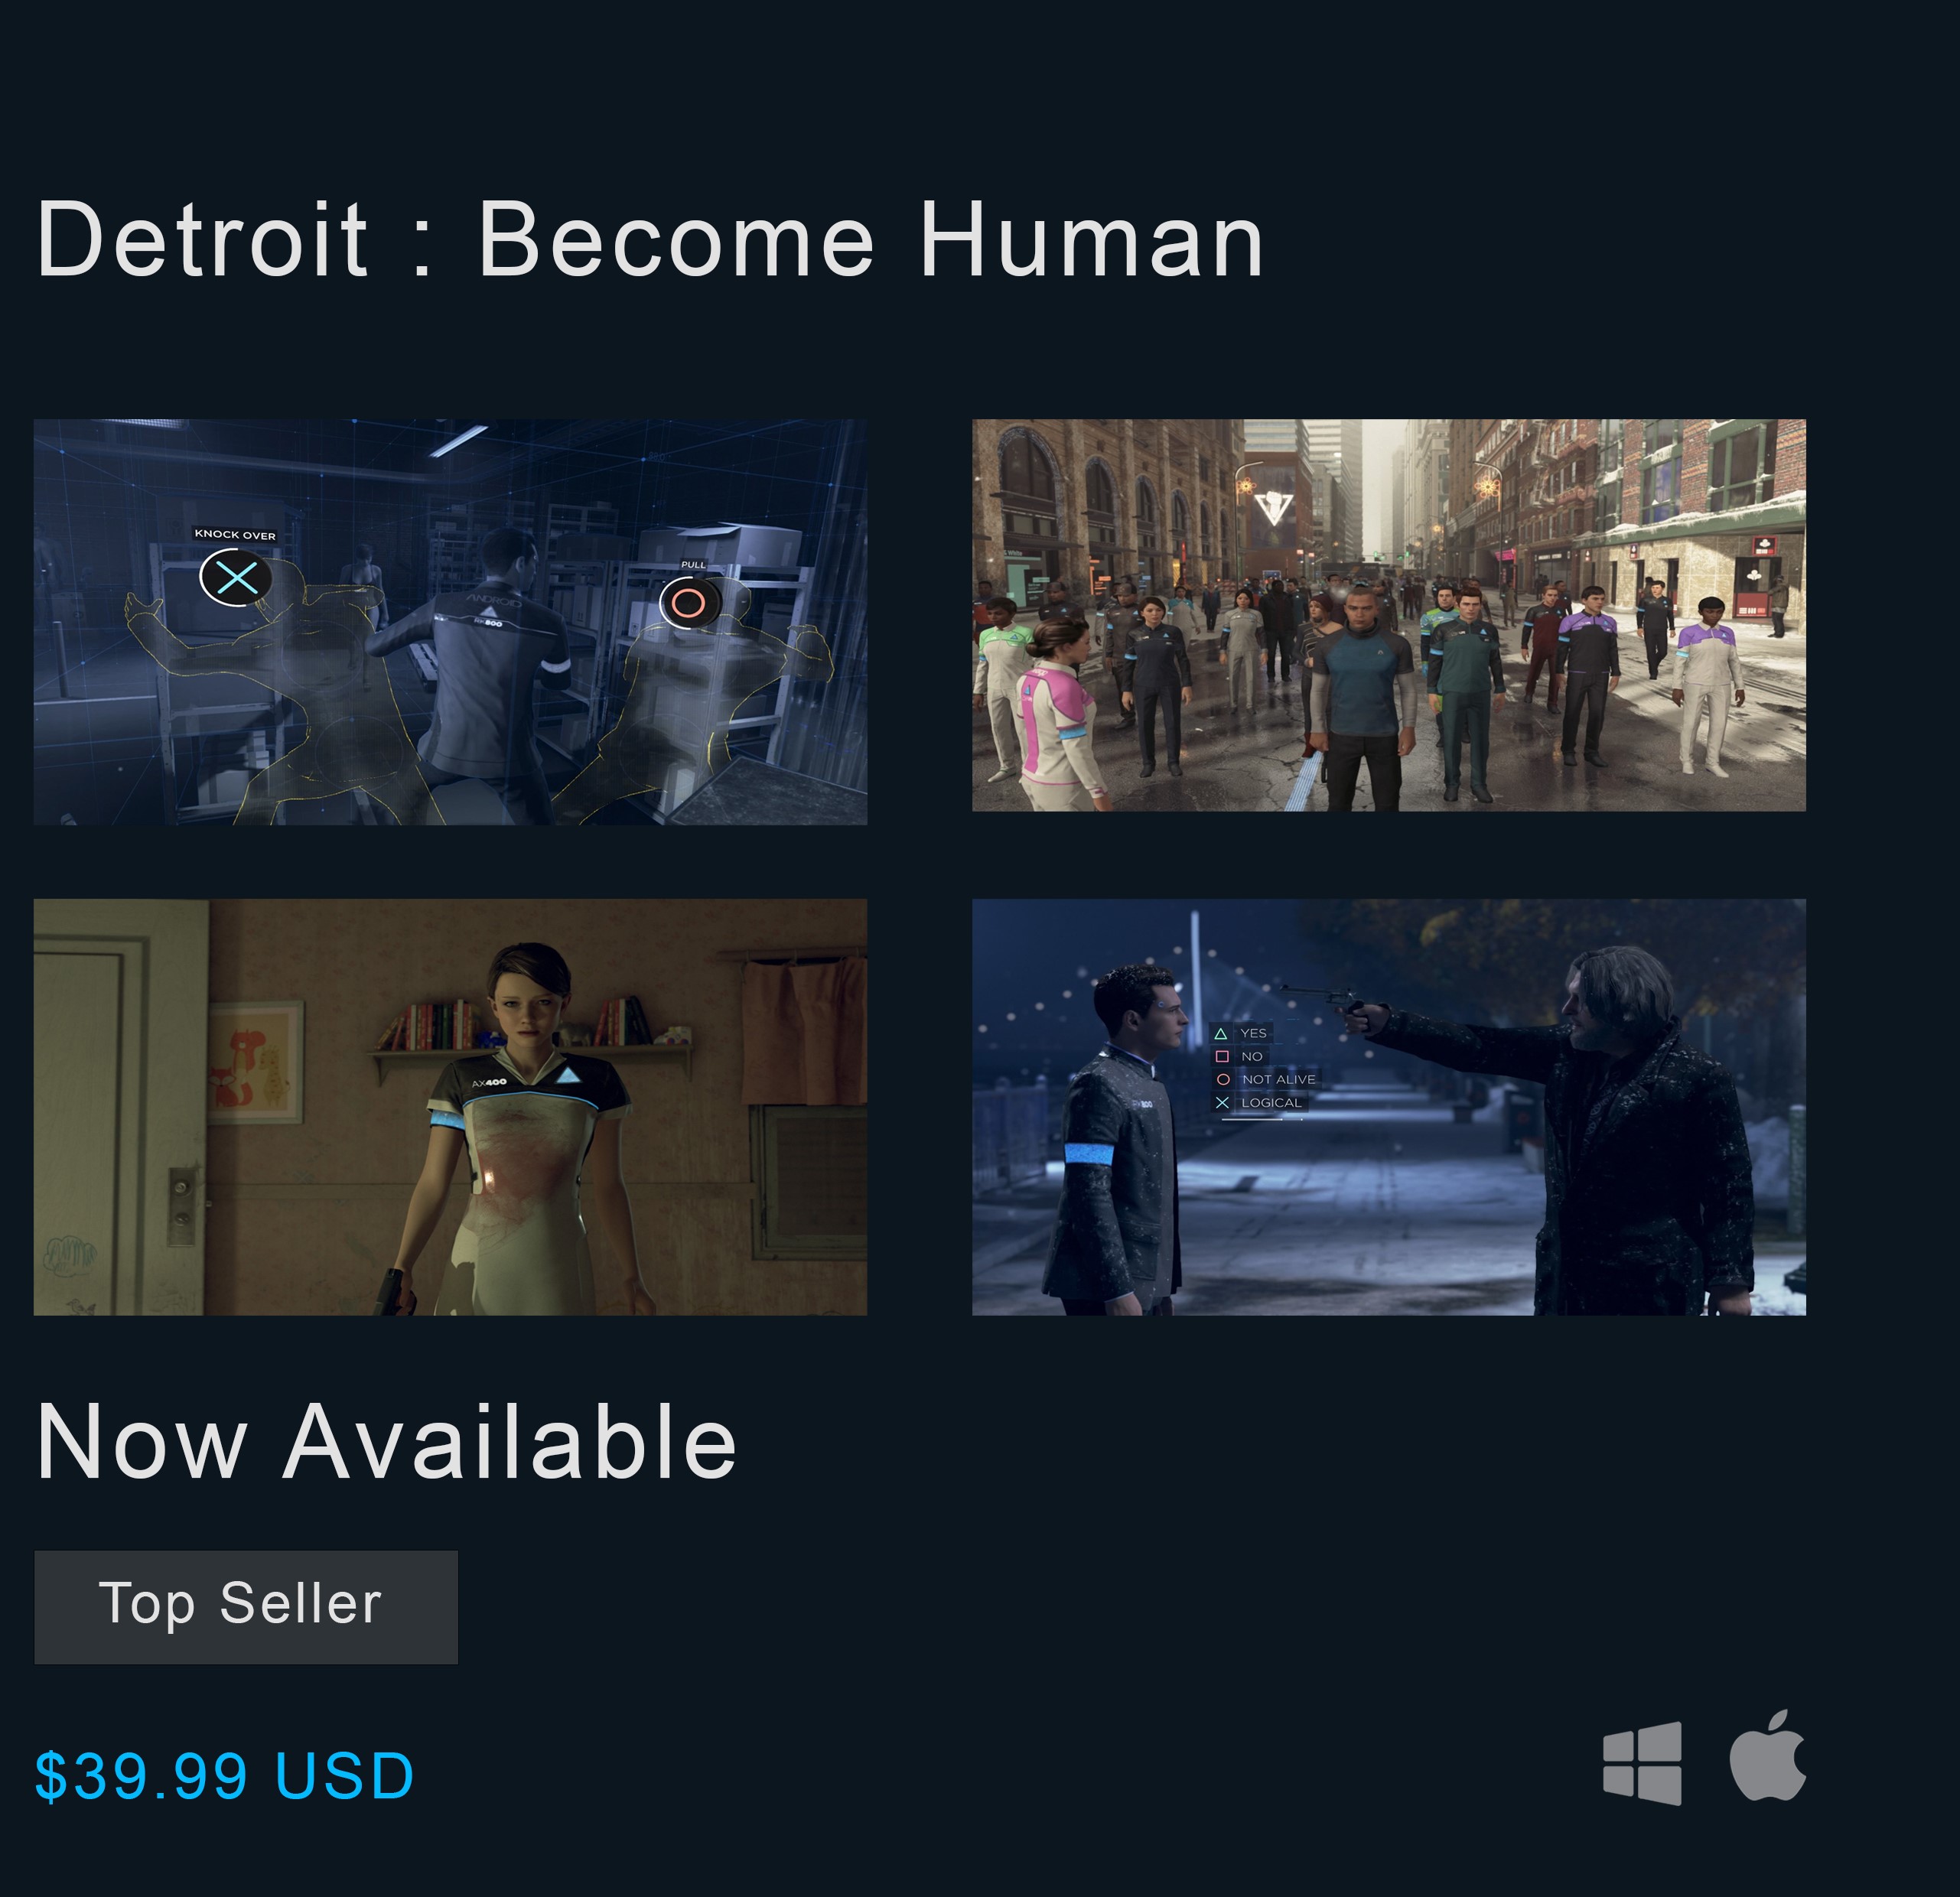 Detroit : Become Human
KNOCK OVER
PULL
ANDROID
RK800
AX400
YES
NO
NOT ALIVE
LOGICAL
RK800
Now Available
Top Seller
$39.99 USD